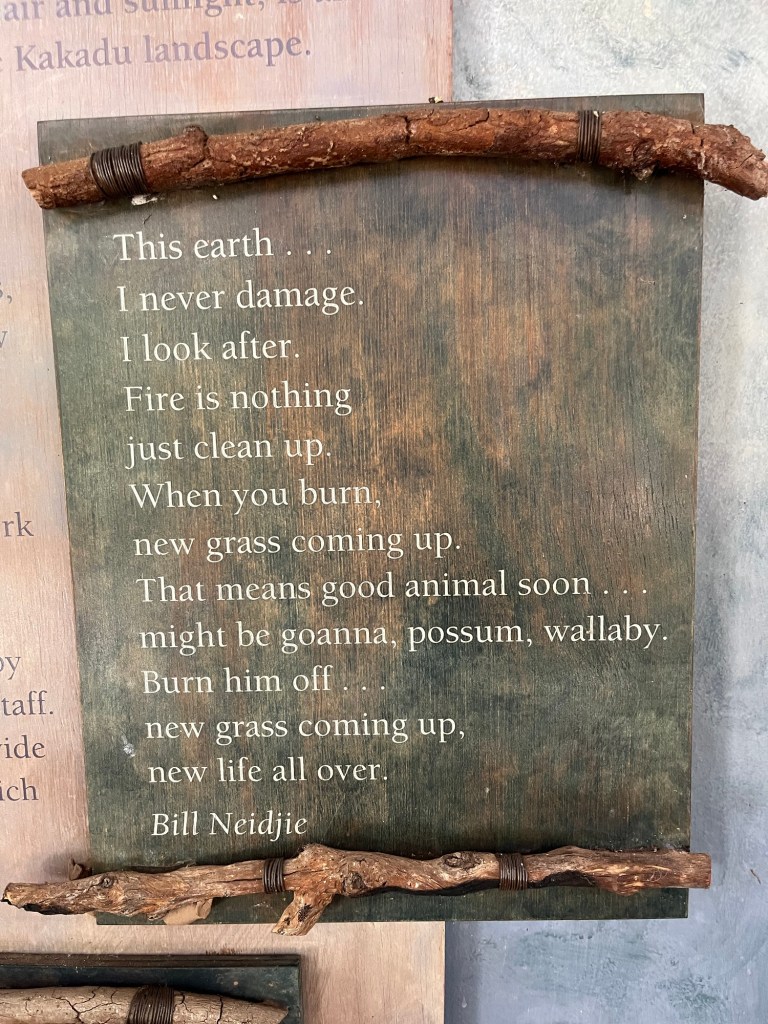 air and sunlight, is
Kakadu landscape.
This earth . . .
I never damage.
I look after.
Fire is nothing
just clean up.
When you burn,
new grass coming up.
That means good animal soon . . .
might be goanna, possum, wallaby.
Burn him off . . .
new grass coming up,
new life all over.
Bill Neidjie
rk
by
taff.
ide
ich